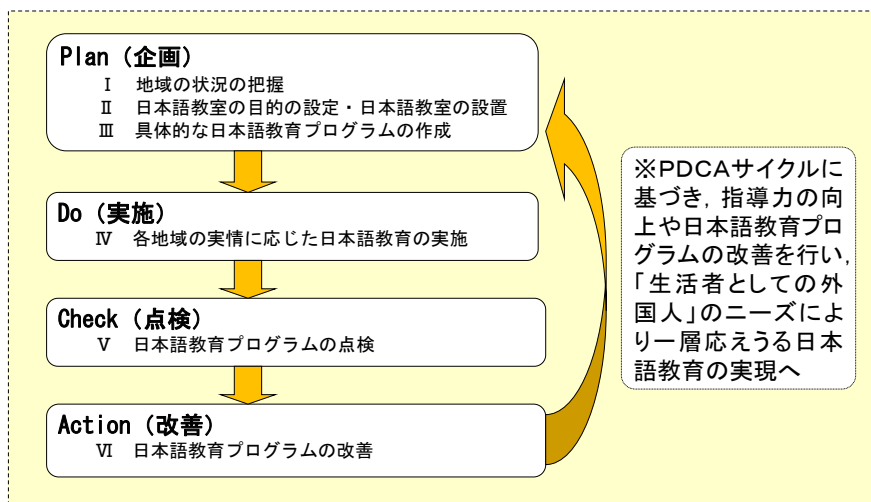 Plan（企画）
Ⅰ 地域の状況の把握
Ⅱ 日本語教室の目的の設定・日本語教室の設置
Ⅲ 具体的な日本語教育プログラムの作成
Do（実施）
Ⅳ 各地域の実情に応じた日本語教育の実施
Check（点検）
Ⅴ 日本語教育プログラムの点検
Action（改善）
Ⅵ 日本語教育プログラムの改善
※PDCAサイクルに
基づき，指導力の向
上や日本語教育プロ
グラムの改善を行い，
「生活者としての外
国人」のニーズによ
り一層応えうる日本
語教育の実現へ